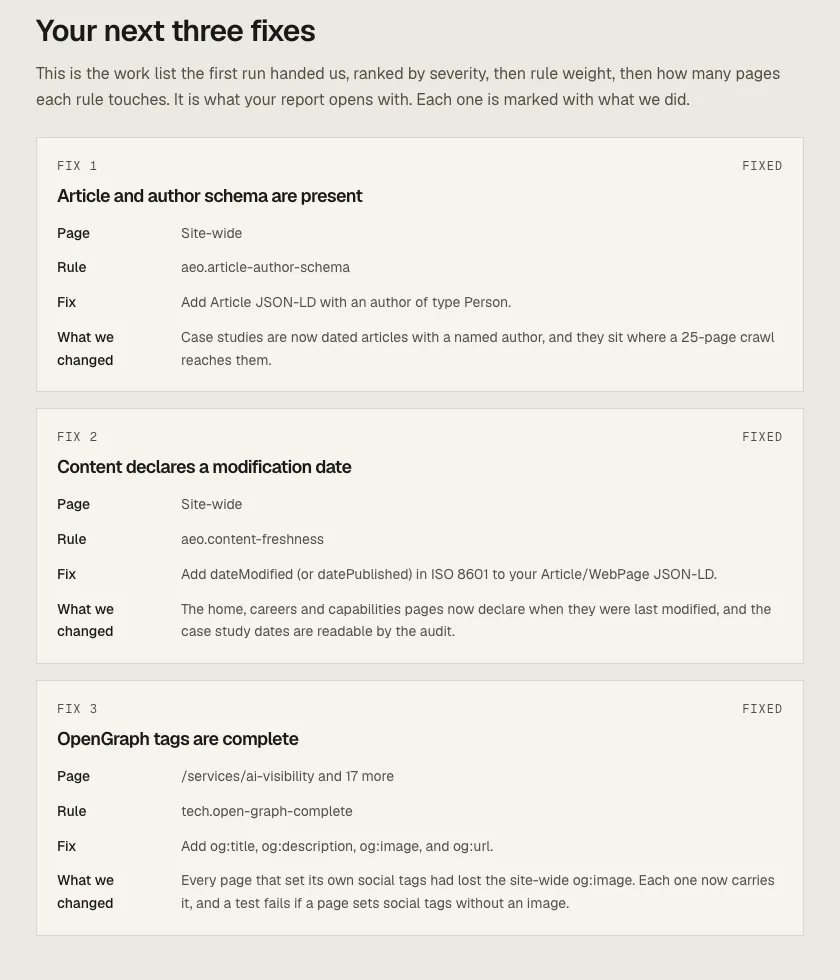 Your next three fixes
This is the work list the first run handed us, ranked by severity, then rule weight, then how many pages
each rule touches. It is what your report opens with. Each one is marked with what we did.
FIX 1 FIXED
Article and author schema are present
Page Site-wide
Rule aeo.article-author-schema
Fix Add Article JSON-LD with an author of type Person.
What we Case studies are now dated articles with a named author, and they sit where a 25-page crawl
changed reaches them.
FIX 2 FIXED
Content declares a modification date
Page Site-wide
Rule aeo.content-freshness
Fix Add dateModified (or datePublished) in ISO 8601 to your Article/WebPage JSON-LD.
What we The home, careers and capabilities pages now declare when they were last modified, and the
changed case study dates are readable by the audit.
FIX 3 FIXED
OpenGraph tags are complete
Page /services/ai-visibility and 17 more
Rule tech.open-graph-complete
Fix Add og:title, og:description, og:image, and og:url.
What we Every page that set its own social tags had lost the site-wide og:image. Each one now carries
changed it, and a test fails if a page sets social tags without an image.